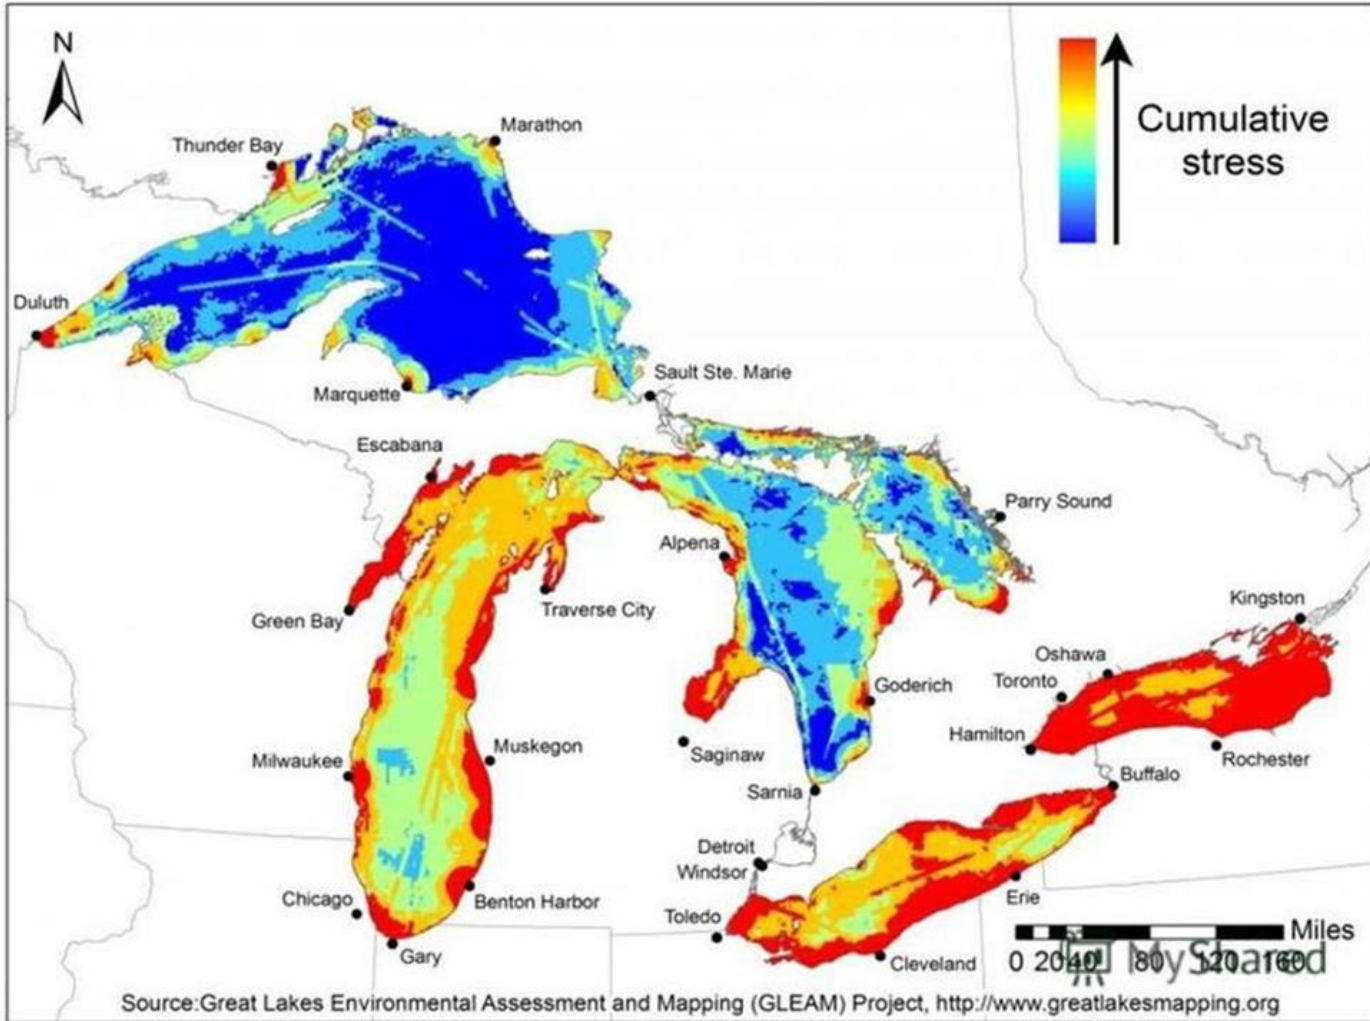 N
Cumulative
stress
Marathon
Thunder Bay
Duluth
Sault Ste. Marie
Marquette
Escabana
Parry Sound
Alpena
Green Bay
Traverse City
Kingston
Oshawa
Toronto
Goderich
Hamilton
Saginaw
Rochester
Milwaukee
Muskegon
Buffalo
Sarnia
Detroit
Windsor
Chicago
Benton Harbor
Erie
Toledo
Gary
Cleveland
Miles
0 20 40 80 120 160
MyShared
Source:Great Lakes Environmental Assessment and Mapping (GLEAM) Project, http://www.greatlakesmapping.org